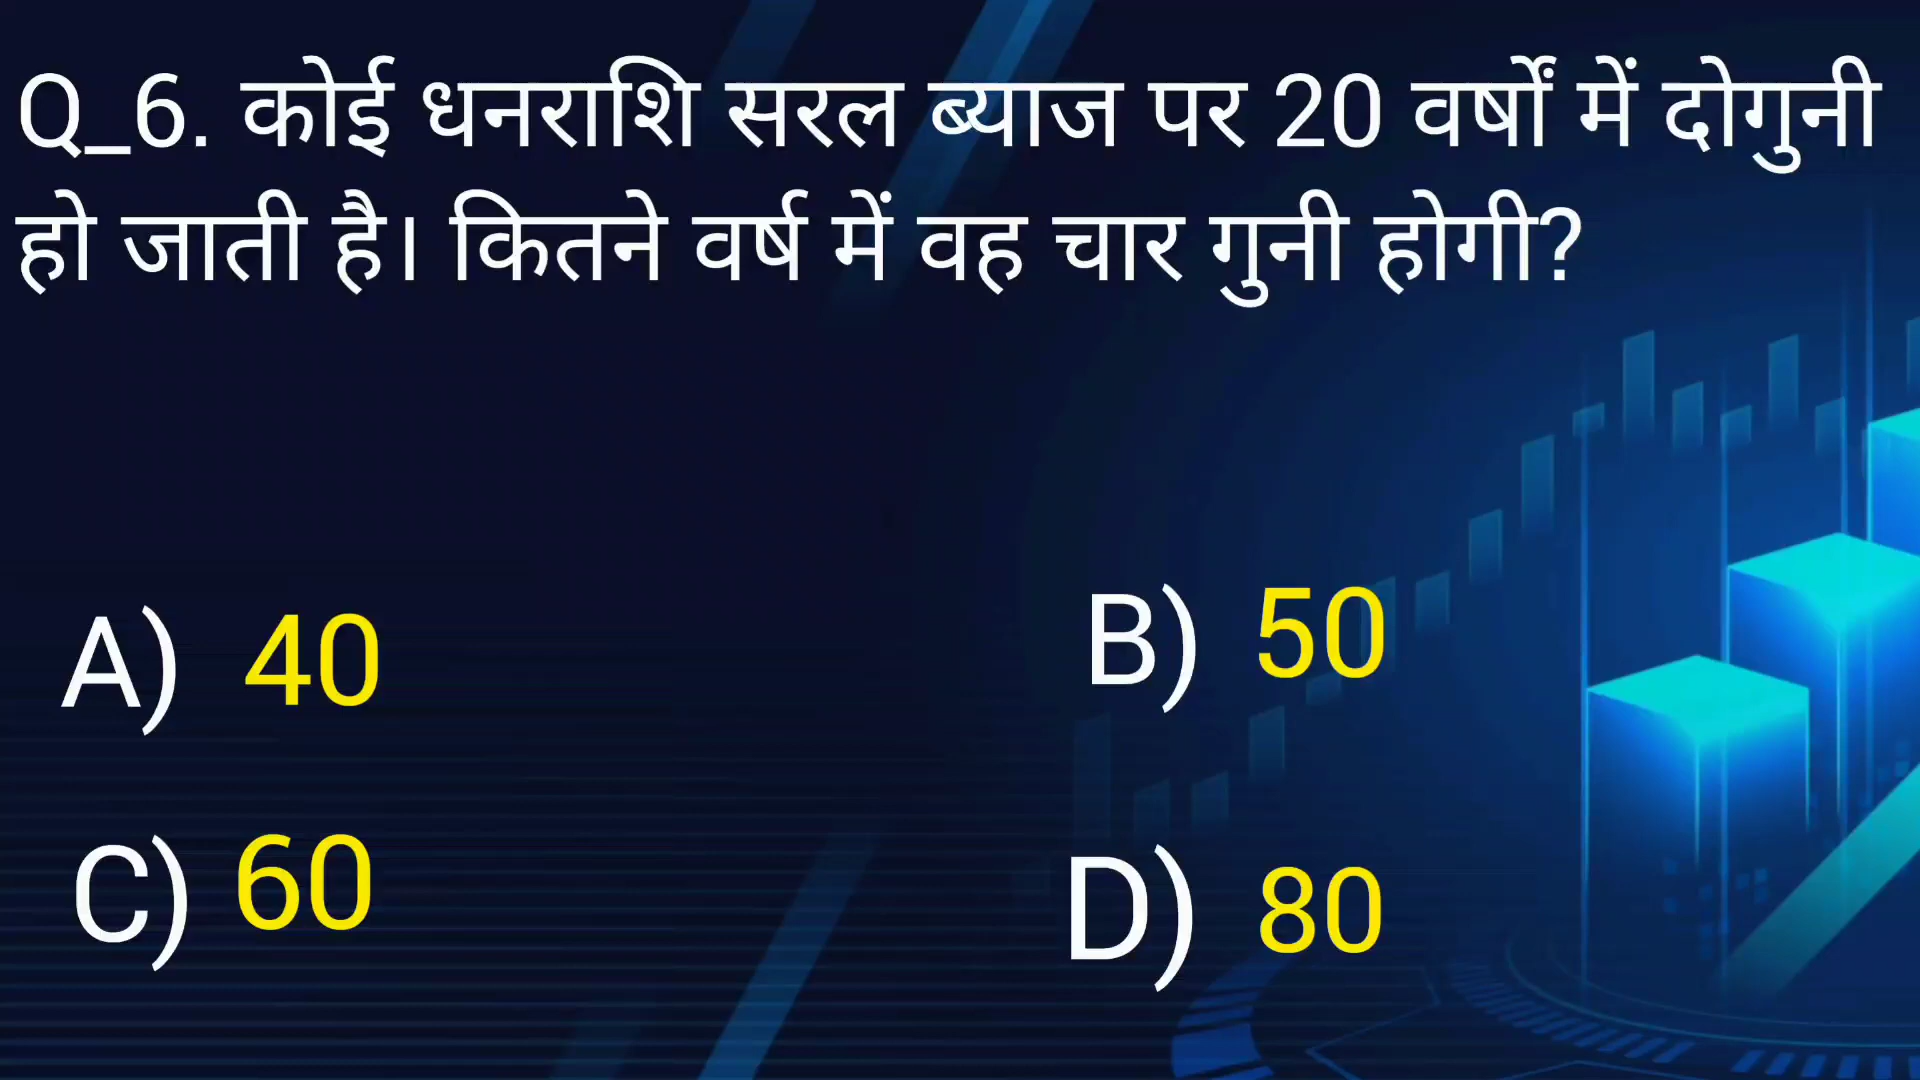 Q_6. कोई धनराशि सरल ब्याज पर 20 वर्षों में दोगुनी
हो जाती है। कितने वर्ष में वह चार गुनी होगी?
A) 40
B) 50
C) 60
D) 80